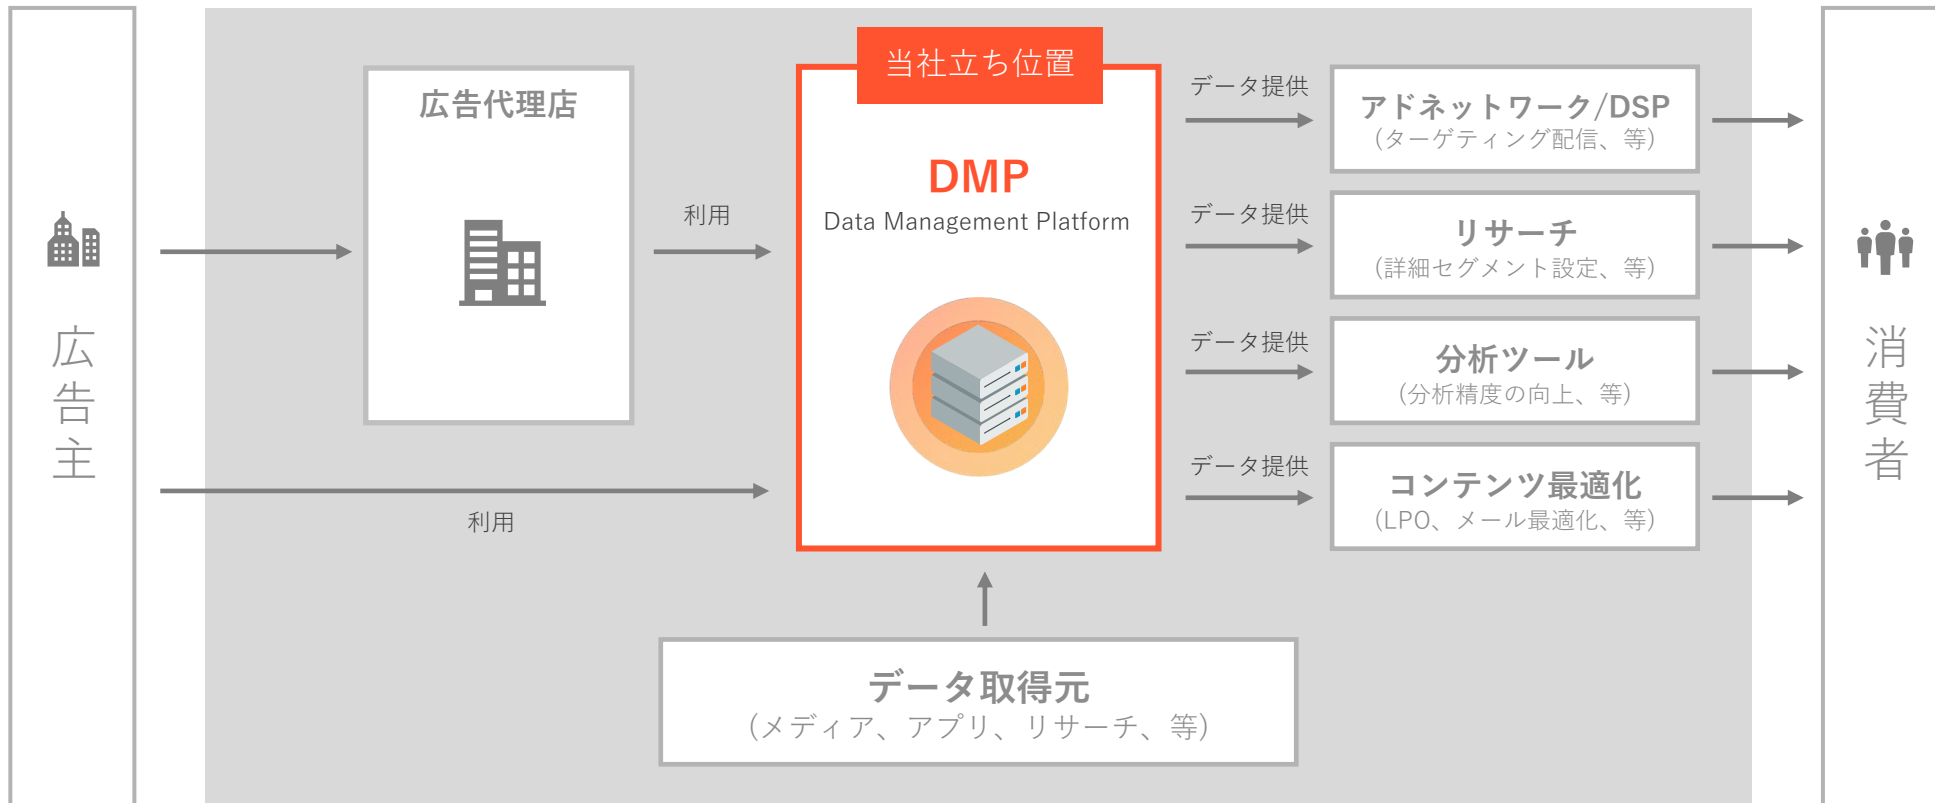 広告主
広告代理店
利用
利用
当社立ち位置
DMP
Data Management Platform
データ取得元
(メディア、アプリ、リサーチ、等)
データ提供
アドネットワーク/DSP
(ターゲティング配信、等)
データ提供
リサーチ
(詳細セグメント設定、等)
データ提供
分析ツール
(分析精度の向上、等)
データ提供
コンテンツ最適化
(LPO、メール最適化、等)
消費者